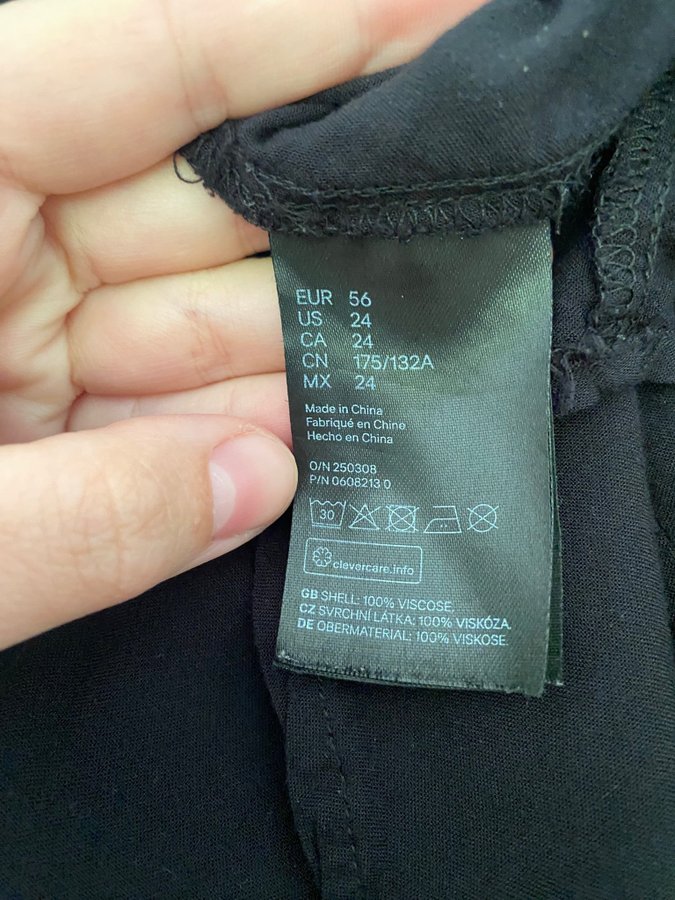 EUR 56
US 24
CA 24
CN 175/132A
MX 24
Made in China
Fabriqué en Chine
Hecho en China
O/N 250308
P/N 0608213 0
30
clevercare.info
GB SHELL: 100% VISCOSE.
CZ SVRCHNÍ LÁTKA: 100% VISKÓZA.
DE OBERMATERIAL: 100% VISKOSE.